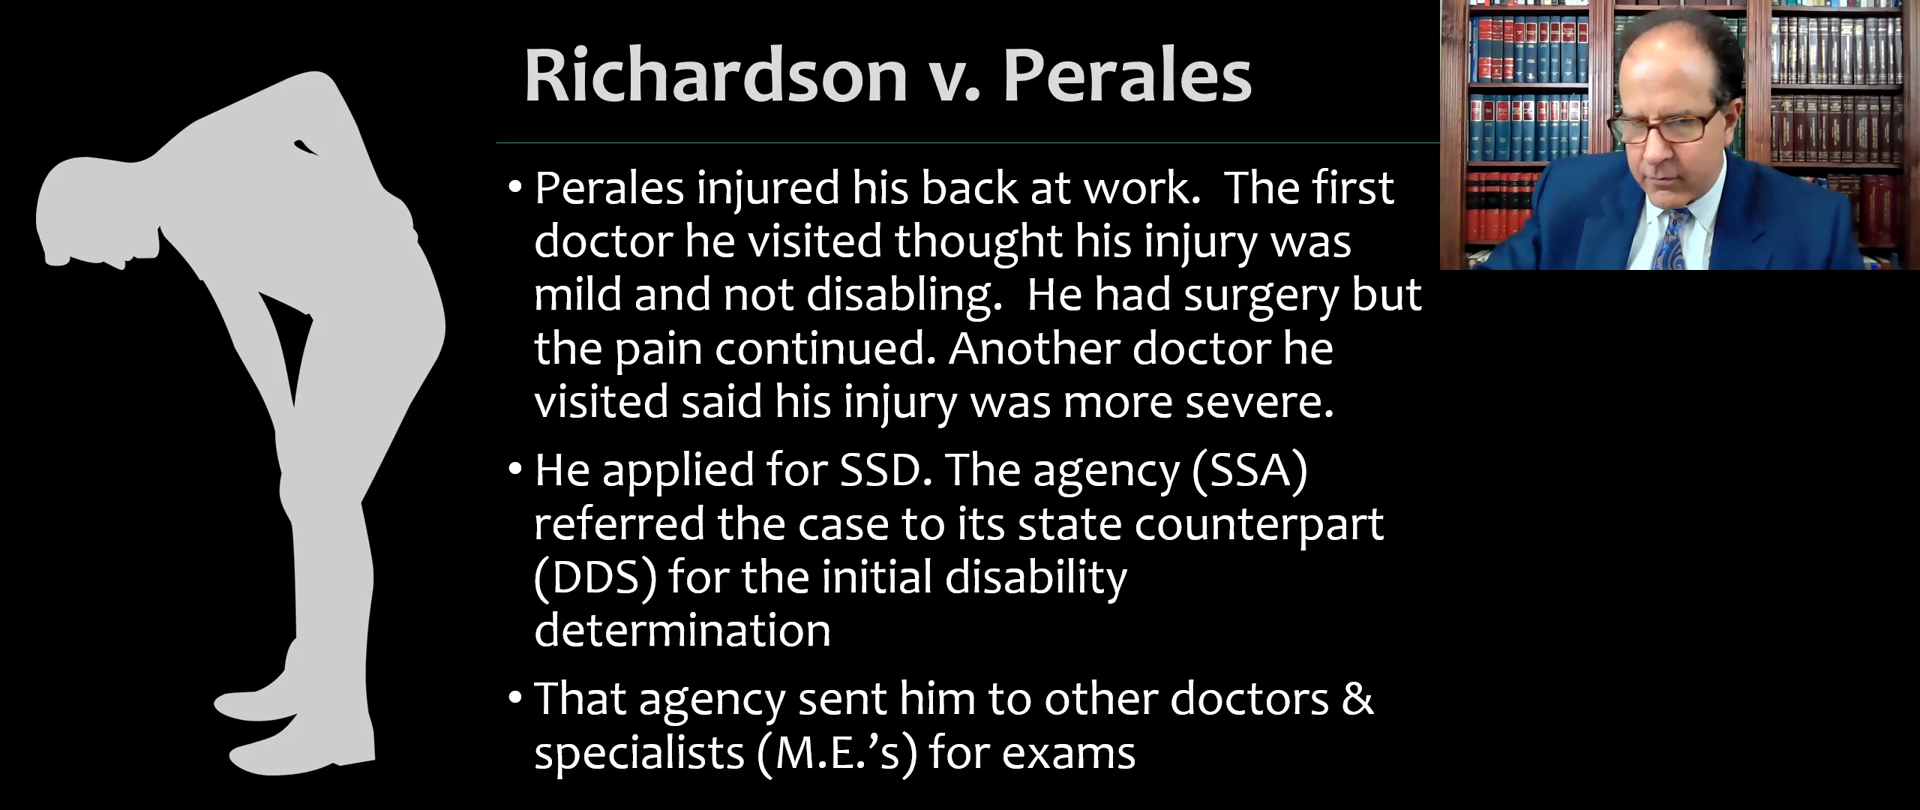 Richardson v. Perales
• Perales injured his back at work.  The first
doctor he visited thought his injury was
mild and not disabling.  He had surgery but
the pain continued. Another doctor he
visited said his injury was more severe.
• He applied for SSD. The agency (SSA)
referred the case to its state counterpart
(DDS) for the initial disability
determination
• That agency sent him to other doctors &
specialists (M.E.’s) for exams